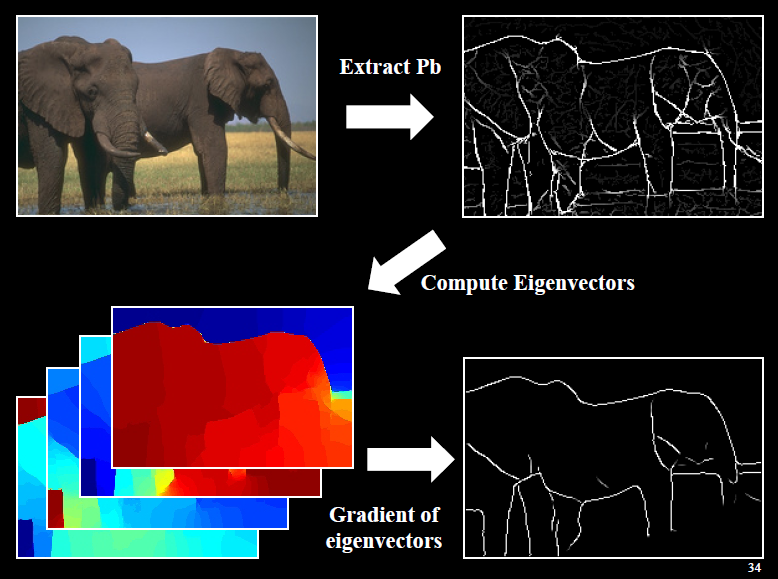 Extract Pb
Compute Eigenvectors
Gradient of
eigenvectors
34